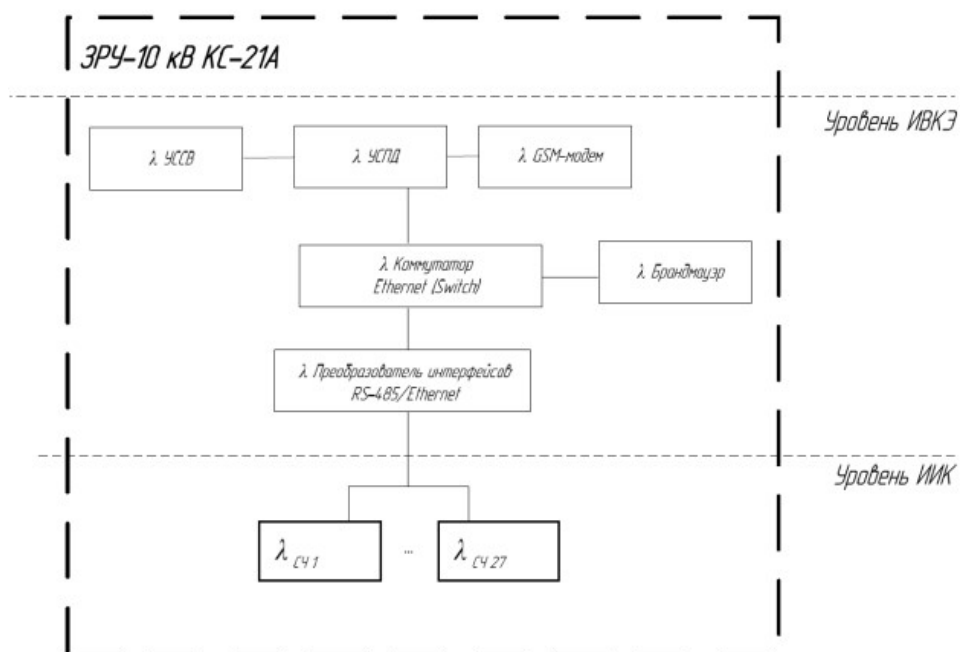 ЗРУ-10 кВ КС-21А
Уровень ИВКЭ
λ УССВ
λ УСПД
λ GSM-модем
λ Коммутатор
Ethernet (Switch)
λ Брандмауэр
λ Преобразователь интерфейсов
RS-485/Ethernet
Уровень ИИК
λ СЧ 1
...
λ СЧ 27